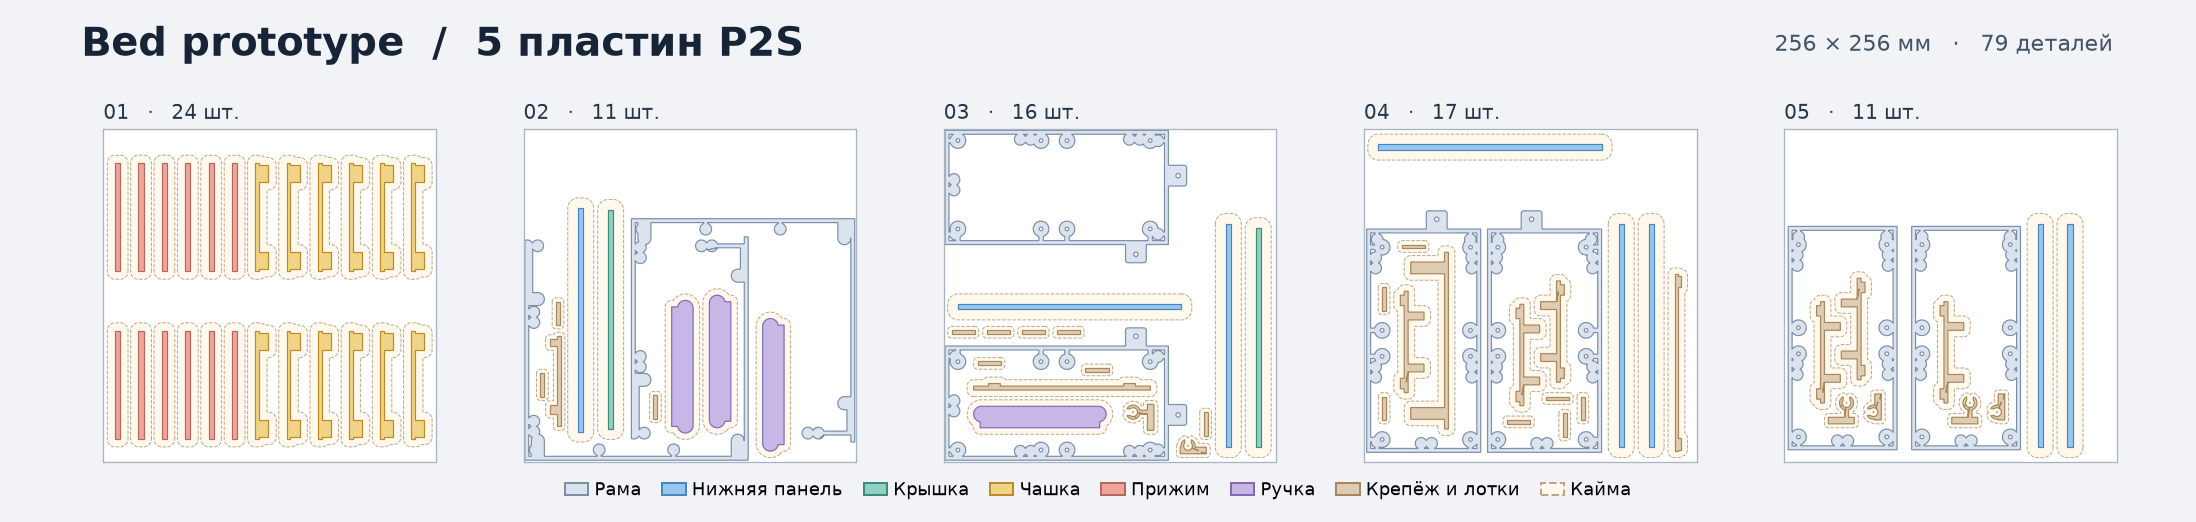 Bed prototype / 5 пластин P2S
256 × 256 мм · 79 деталей
01 · 24 шт.
02 · 11 шт.
03 · 16 шт.
04 · 17 шт.
05 · 11 шт.
Рама
Нижняя панель
Крышка
Чашка
Прижим
Ручка
Крепёж и лотки
Кайма